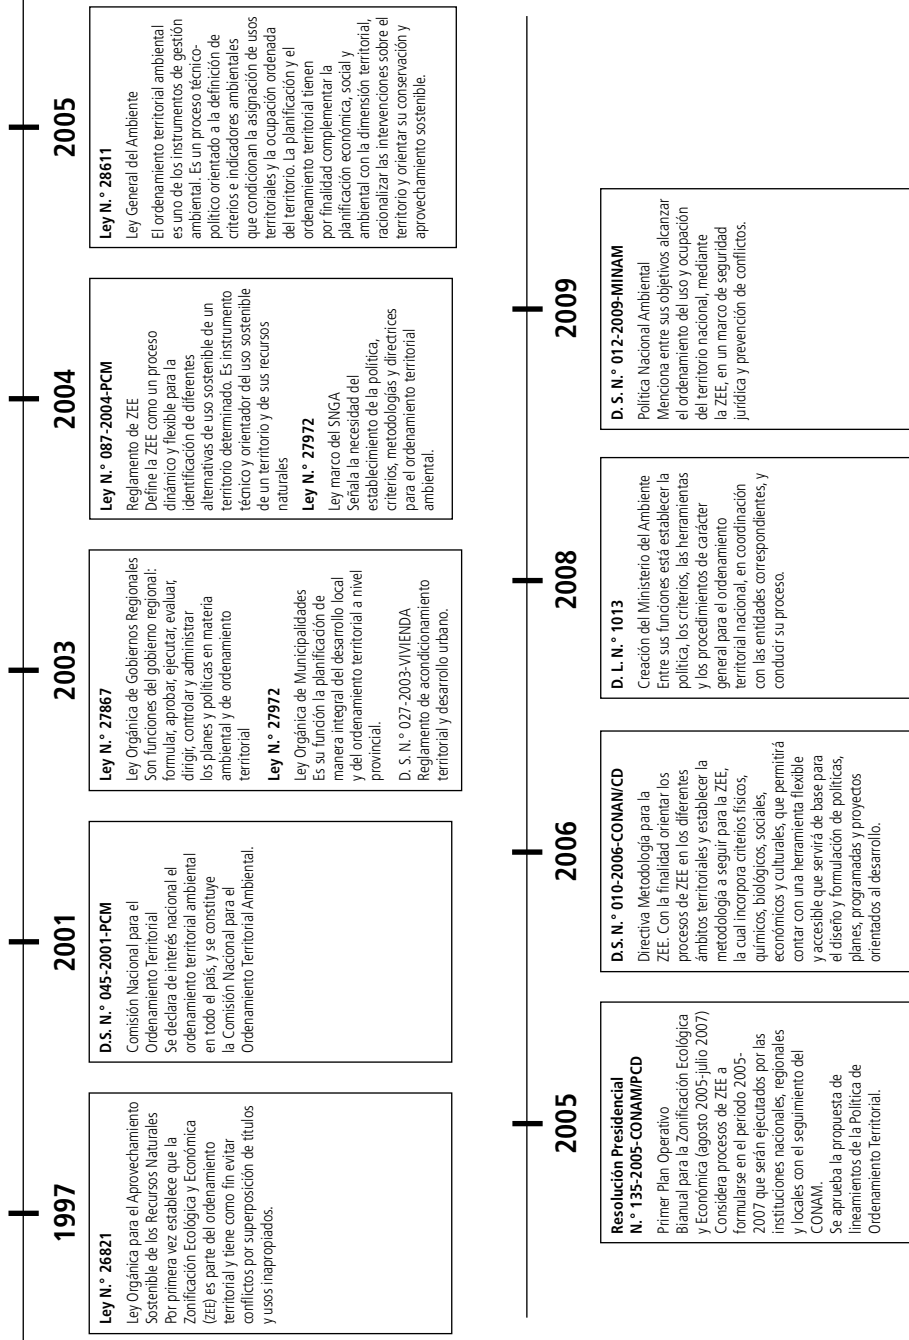 1997
Ley N.° 26821
Ley Orgánica para el Aprovechamiento
Sostenible de los Recursos Naturales
Por primera vez establece que la
Zonificación Ecológica y Económica
(ZEE) es parte del ordenamiento
territorial y tiene como fin evitar
conflictos por superposición de títulos
y usos inapropiados.
2001
D.S. N.° 045-2001-PCM
Comisión Nacional para el
Ordenamiento Territorial
Se declara de interés nacional el
ordenamiento territorial ambiental
en todo el país, y se constituye
la Comisión Nacional para el
Ordenamiento Territorial Ambiental.
2003
Ley N.° 27867
Ley Orgánica de Gobiernos Regionales
Son funciones del gobierno regional:
formular, aprobar, ejecutar, evaluar,
dirigir, controlar y administrar
los planes y políticas en materia
ambiental y de ordenamiento
territorial
Ley N.° 27972
Ley Orgánica de Municipalidades
Es su función la planificación de
manera integral del desarrollo local
y del ordenamiento territorial a nivel
provincial.
D. S. N.° 027-2003-VIVIENDA
Reglamento de acondicionamiento
territorial y desarrollo urbano.
2004
Ley N.° 087-2004-PCM
Reglamento de ZEE
Define la ZEE como un proceso
dinámico y flexible para la
identificación de diferentes
alternativas de uso sostenible de un
territorio determinado. Es instrumento
técnico y orientador del uso sostenible
de un territorio y de sus recursos
naturales
Ley N.° 27972
Ley marco del SNGA
Señala la necesidad del
establecimiento de la política,
criterios, metodologías y directrices
para el ordenamiento territorial
ambiental.
2005
Ley N.° 28611
Ley General del Ambiente
El ordenamiento territorial ambiental
es uno de los instrumentos de gestión
ambiental. Es un proceso técnico-
político orientado a la definición de
criterios e indicadores ambientales
que condicionan la asignación de usos
territoriales y la ocupación ordenada
del territorio. La planificación y el
ordenamiento territorial tienen
por finalidad complementar la
planificación económica, social y
ambiental con la dimensión territorial,
racionalizar las intervenciones sobre el
territorio y orientar su conservación y
aprovechamiento sostenible.
2005
Resolución Presidencial
N.° 135-2005-CONAM/PCD
Primer Plan Operativo
Bianual para la Zonificación Ecológica
y Económica (agosto 2005-julio 2007)
Considera procesos de ZEE a
formularse en el periodo 2005-
2007 que serán ejecutados por las
instituciones nacionales, regionales
y locales con el seguimiento del
CONAM.
Se aprueba la propuesta de
lineamientos de la Política de
Ordenamiento Territorial.
2006
D.S. N.° 010-2006-CONAN/CD
Directiva Metodología para la
ZEE. Con la finalidad orientar los
procesos de ZEE en los diferentes
ámbitos territoriales y establecer la
metodología a seguir para la ZEE,
la cual incorpora criterios físicos,
químicos, biológicos, sociales,
económicos y culturales, que permitirá
contar con una herramienta flexible
y accesible que servirá de base para
el diseño y formulación de políticas,
planes, programadas y proyectos
orientados al desarrollo.
2008
D. L. N.° 1013
Creación del Ministerio del Ambiente
Entre sus funciones está establecer la
política, los criterios, las herramientas
y los procedimientos de carácter
general para el ordenamiento
territorial nacional, en coordinación
con las entidades correspondientes, y
conducir su proceso.
2009
D. S. N.° 012-2009-MINAM
Política Nacional Ambiental
Menciona entre sus objetivos alcanzar
el ordenamiento del uso y ocupación
del territorio nacional, mediante
la ZEE, en un marco de seguridad
jurídica y prevención de conflictos.